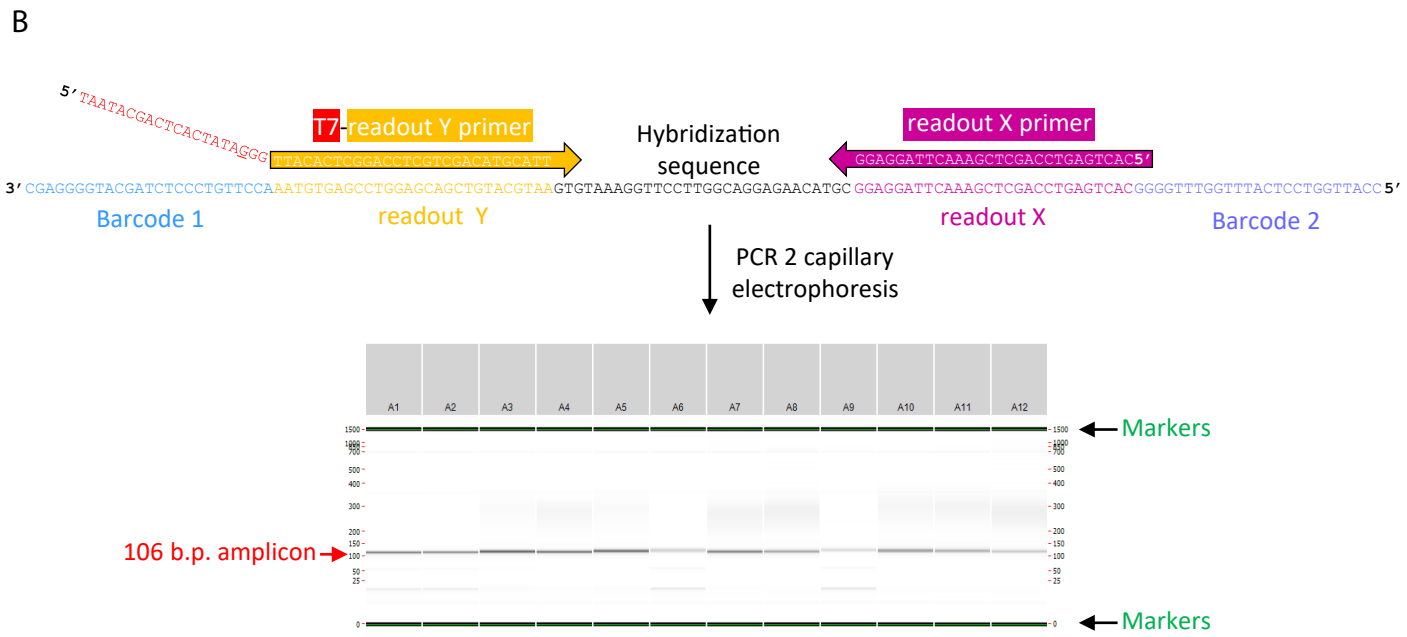 B
5’TAATACGACTCACTATAGGG
T7-readout Y primer
Hybridization
sequence
readout X primer
TTACACTCGGACCTCGTCGACATGCATT
GGAGGATTCAAAGCTCGACCTGAGTCAC5’
3’CGAGGGGTACGATCTCCCTGTTCCAAATGTGAGCCTGGAGCAGCTGTACGTAAGTGTAAAGGTTCCTTGGCAGGAGAACATGCGGAGGATTCAAAGCTCGACCTGAGTCACGGGGTTTGGTTTACTCCTGGTTACC5’
Barcode 1
readout Y
readout X
Barcode 2
PCR 2 capillary
electrophoresis
A1 A2 A3 A4 A5 A6 A7 A8 A9 A10 A11 A12
1500 1500
Markers
1000 1000
700 700
500 500
400 400
300 300
200 200
150 150
106 b.p. amplicon
100 100
50 50
25 25
0 0
Markers